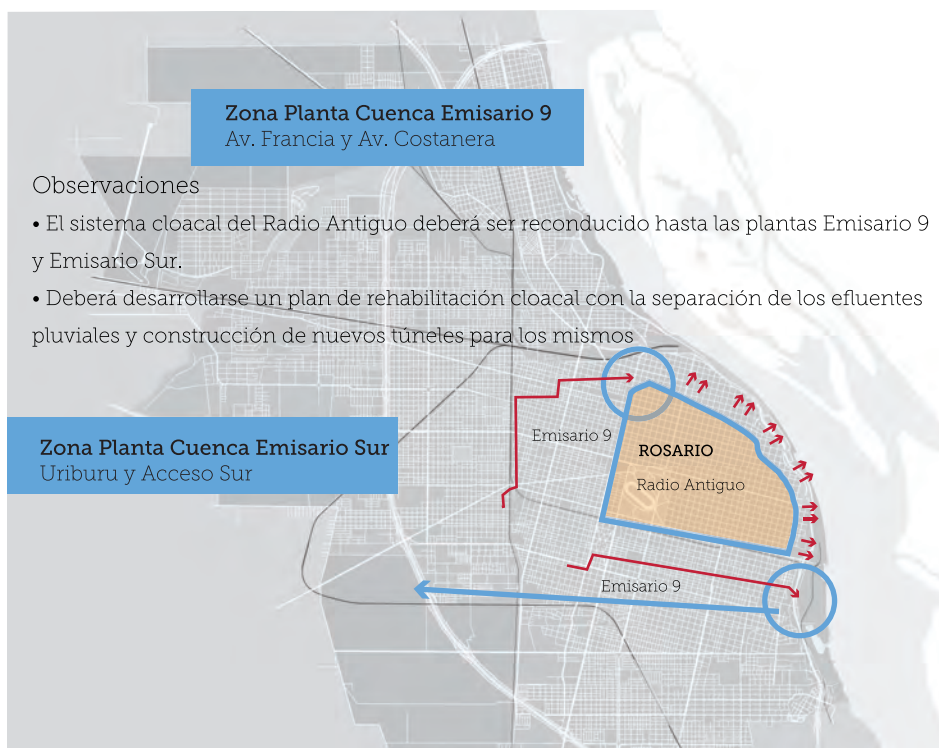 Zona Planta Cuenca Emisario 9
Av. Francia y Av. Costanera
Observaciones
• El sistema cloacal del Radio Antiguo deberá ser reconducido hasta las plantas Emisario 9
y Emisario Sur.
• Deberá desarrollarse un plan de rehabilitación cloacal con la separación de los efluentes
pluviales y construcción de nuevos túneles para los mismos
Emisario 9
ROSARIO
Radio Antiguo
Zona Planta Cuenca Emisario Sur
Uriburu y Acceso Sur
Emisario 9